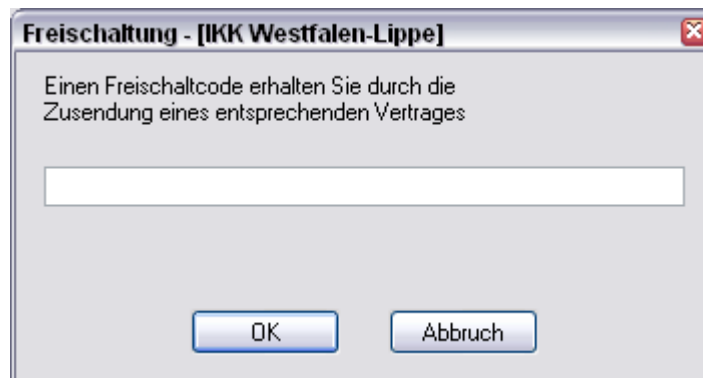 Freischaltung - [IKK Westfalen-Lippe]
Einen Freischaltcode erhalten Sie durch die
Zusendung eines entsprechenden Vertrages
OK
Abbruch